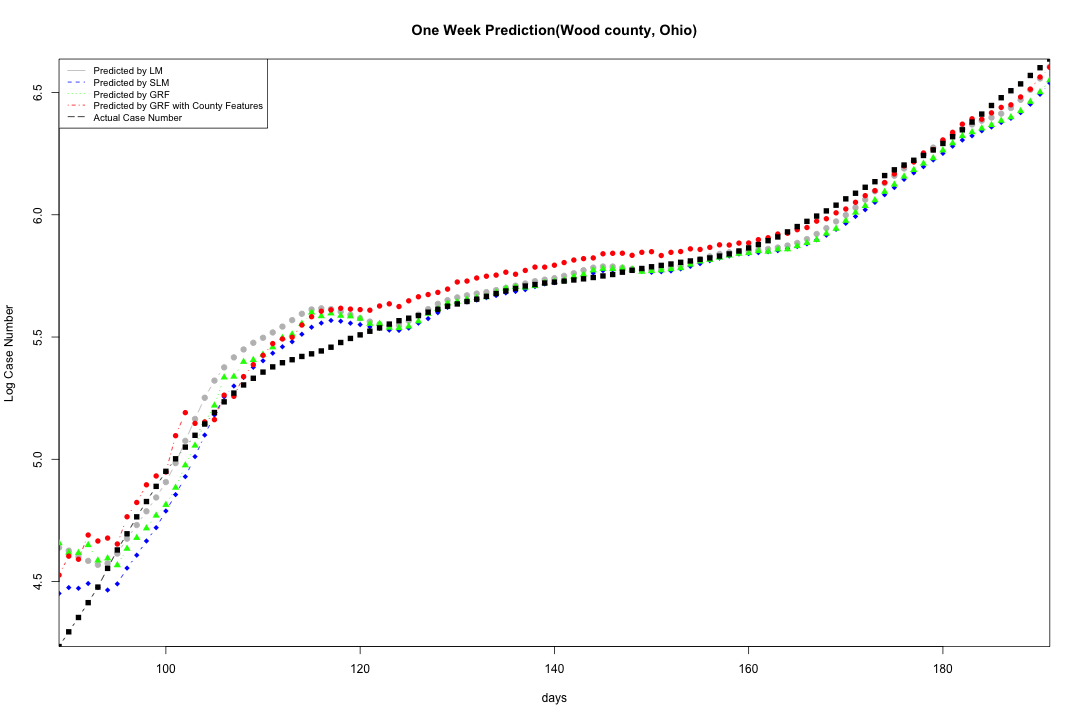 One Week Prediction(Wood county, Ohio)
Predicted by LM
Predicted by SLM
Predicted by GRF
Predicted by GRF with County Features
Actual Case Number
6.5
6.0
5.5
5.0
4.5
Log Case Number
100 120 140 160 180
days